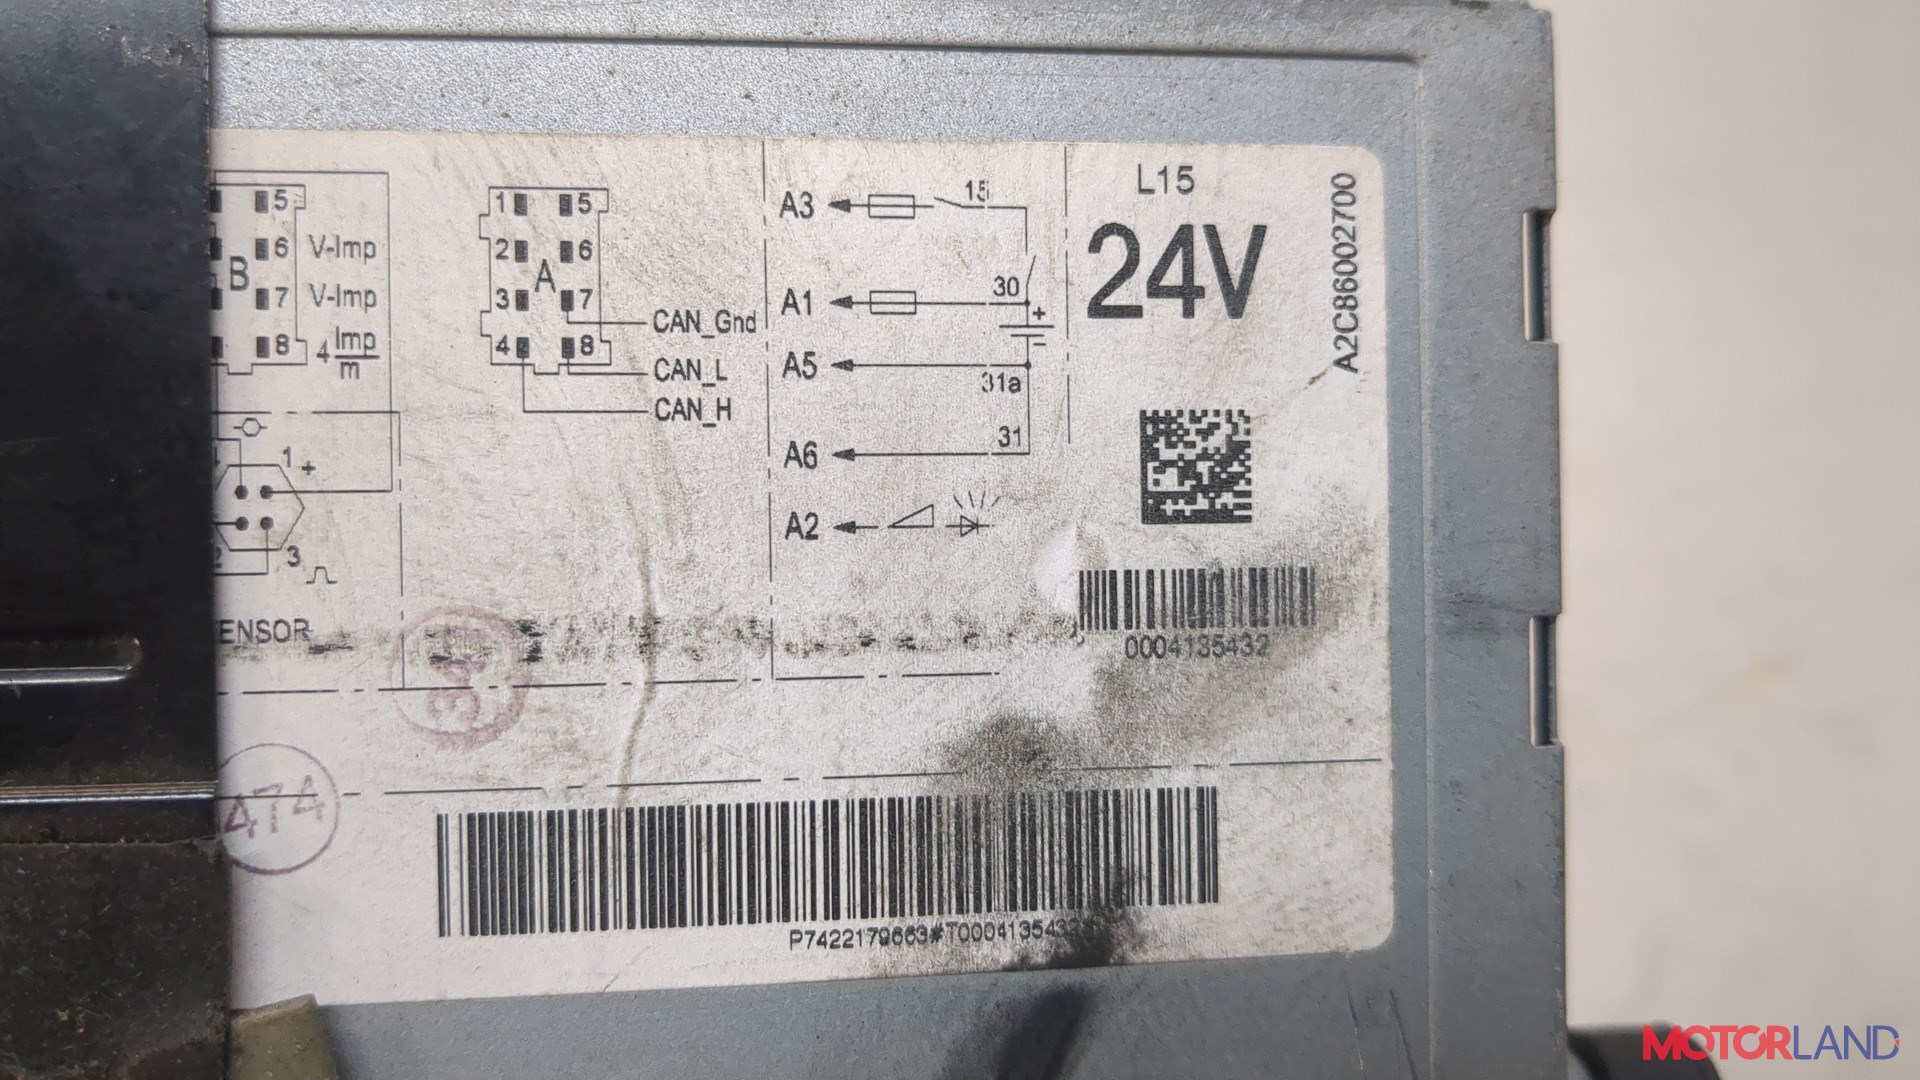 L15
24V
A2C86002700
5
6 V-Imp
B
7 V-Imp
8 4 Imp
m
1 5
2 6
A
3 7
4 8
CAN_Gnd
CAN_L
CAN_H
A3 15
A1 30
+
A5 31a
A6 31
A2
1 +
3
ENSOR
341
474
0004135432
P7422179663#T0004135432
MOTORLAND